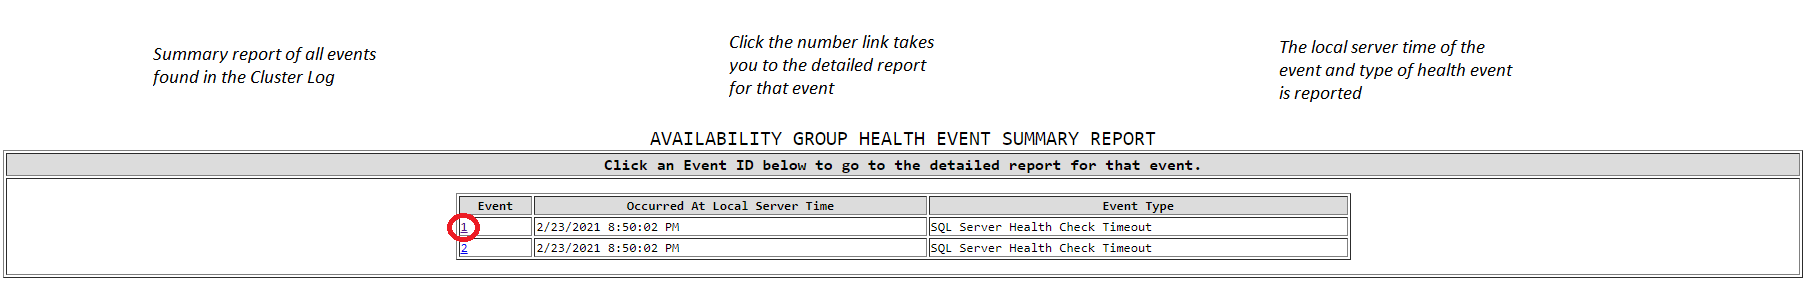 Summary report of all events
found in the Cluster Log
Click the number link takes
you to the detailed report
for that event
The local server time of the
event and type of health event
is reported
AVAILABILITY GROUP HEALTH EVENT SUMMARY REPORT
Click an Event ID below to go to the detailed report for that event.
Event Occurred At Local Server Time Event Type
1 2/23/2021 8:50:02 PM SQL Server Health Check Timeout
2 2/23/2021 8:50:02 PM SQL Server Health Check Timeout